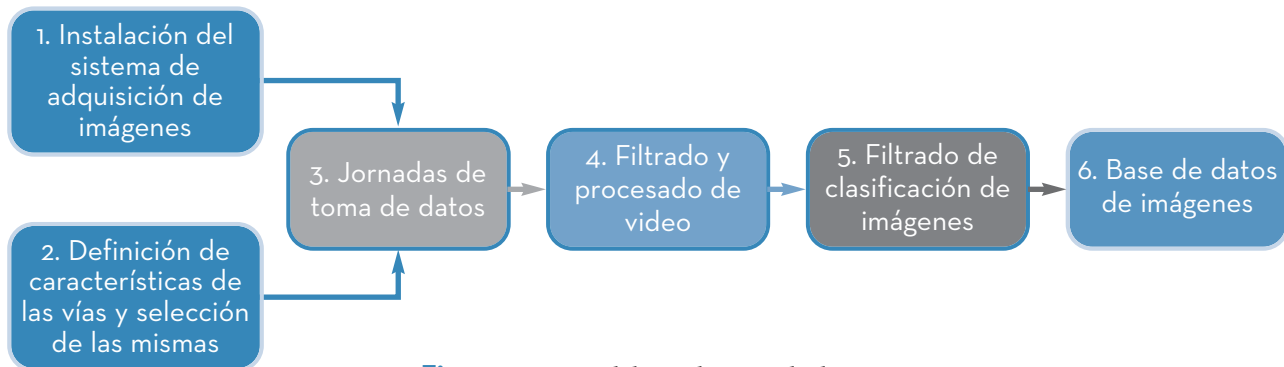 1. Instalación del
sistema de
adquisición de
imágenes
2. Definición de
características de
las vías y selección
de las mismas
3. Jornadas de
toma de datos
4. Filtrado y
procesado de
video
5. Filtrado de
clasificación de
imágenes
6. Base de datos
de imágenes